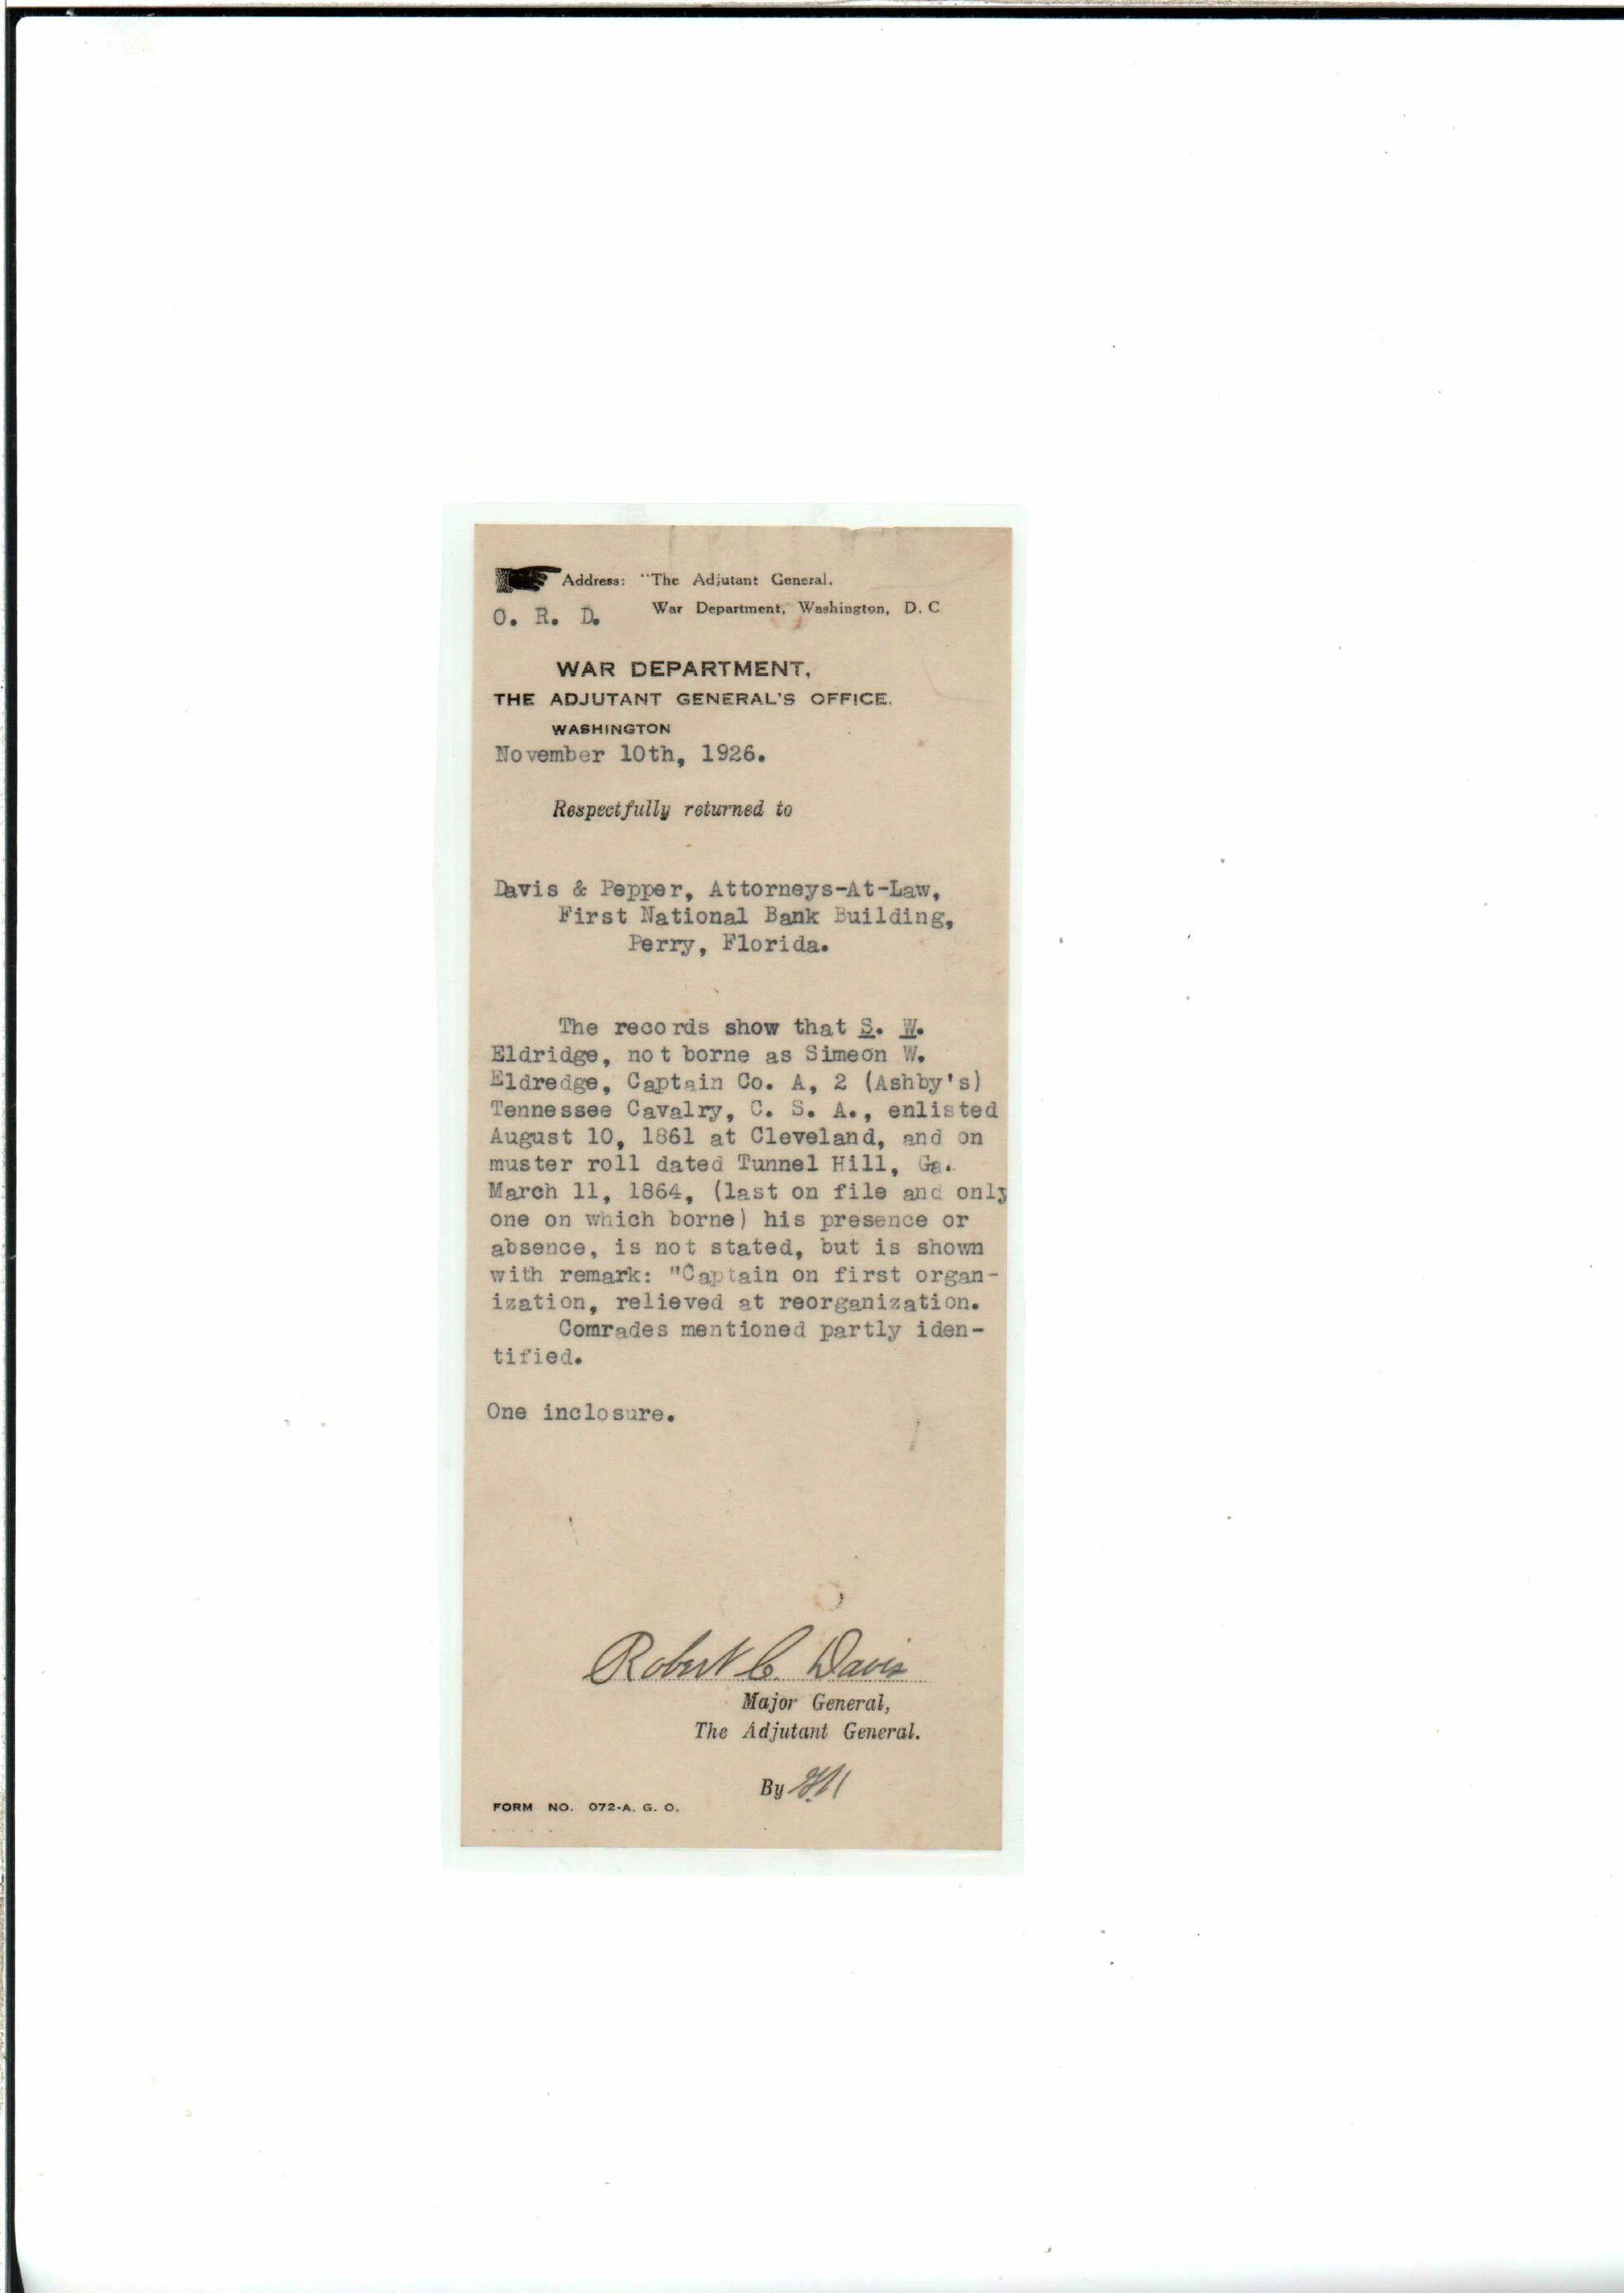 Address: "The Adjutant General.
O. R. D.
War Department, Washington, D. C
WAR DEPARTMENT,
THE ADJUTANT GENERAL'S OFFICE.
WASHINGTON
November 10th, 1926.
Respectfully returned to
Davis & Pepper, Attorneys-At-Law,
First National Bank Building,
Perry, Florida.
The records show that S. W.
Eldridge, not borne as Simeon W.
Eldredge, Captain Co. A, 2 (Ashby's)
Tennessee Cavalry, C. S. A., enlisted
August 10, 1861 at Cleveland, and on
muster roll dated Tunnel Hill, Ga.
March 11, 1864, (last on file and only
one on which borne) his presence or
absence, is not stated, but is shown
with remark: "Captain on first organ-
ization, relieved at reorganization.
Comrades mentioned partly iden-
tified.
One inclosure.
Robert C. Davis
Major General,
The Adjutant General.
By
FORM NO. 072-A. G. O.